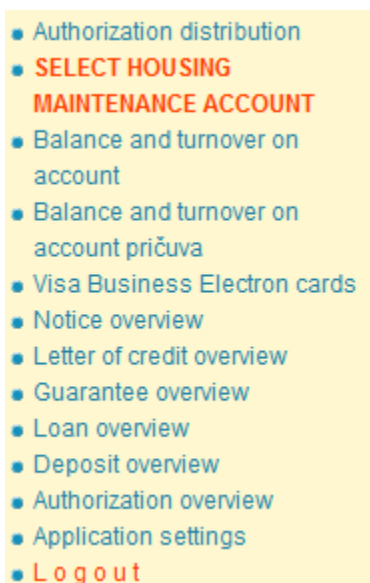 Authorization distribution
SELECT HOUSING
MAINTENANCE ACCOUNT
Balance and turnover on
account
Balance and turnover on
account pričuva
Visa Business Electron cards
Notice overview
Letter of credit overview
Guarantee overview
Loan overview
Deposit overview
Authorization overview
Application settings
L o g o u t